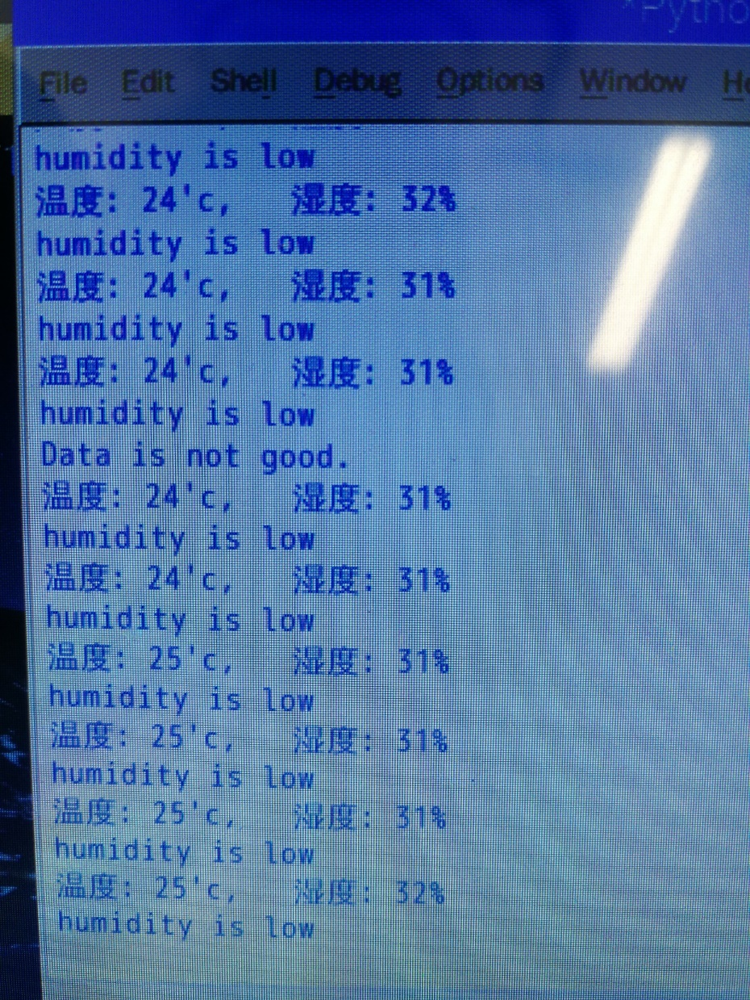 *Pytho
File Edit Shell Debug Options Window He
humidity is low
温度: 24'c, 湿度: 32%
humidity is low
温度: 24'c, 湿度: 31%
humidity is low
温度: 24'c, 湿度: 31%
humidity is low
Data is not good.
温度: 24'c, 湿度: 31%
humidity is low
温度: 24'c, 湿度: 31%
humidity is low
温度: 25'c, 湿度: 31%
humidity is low
温度: 25'c, 湿度: 31%
humidity is low
温度: 25'c, 湿度: 31%
humidity is low
温度: 25'c, 湿度: 32%
humidity is low